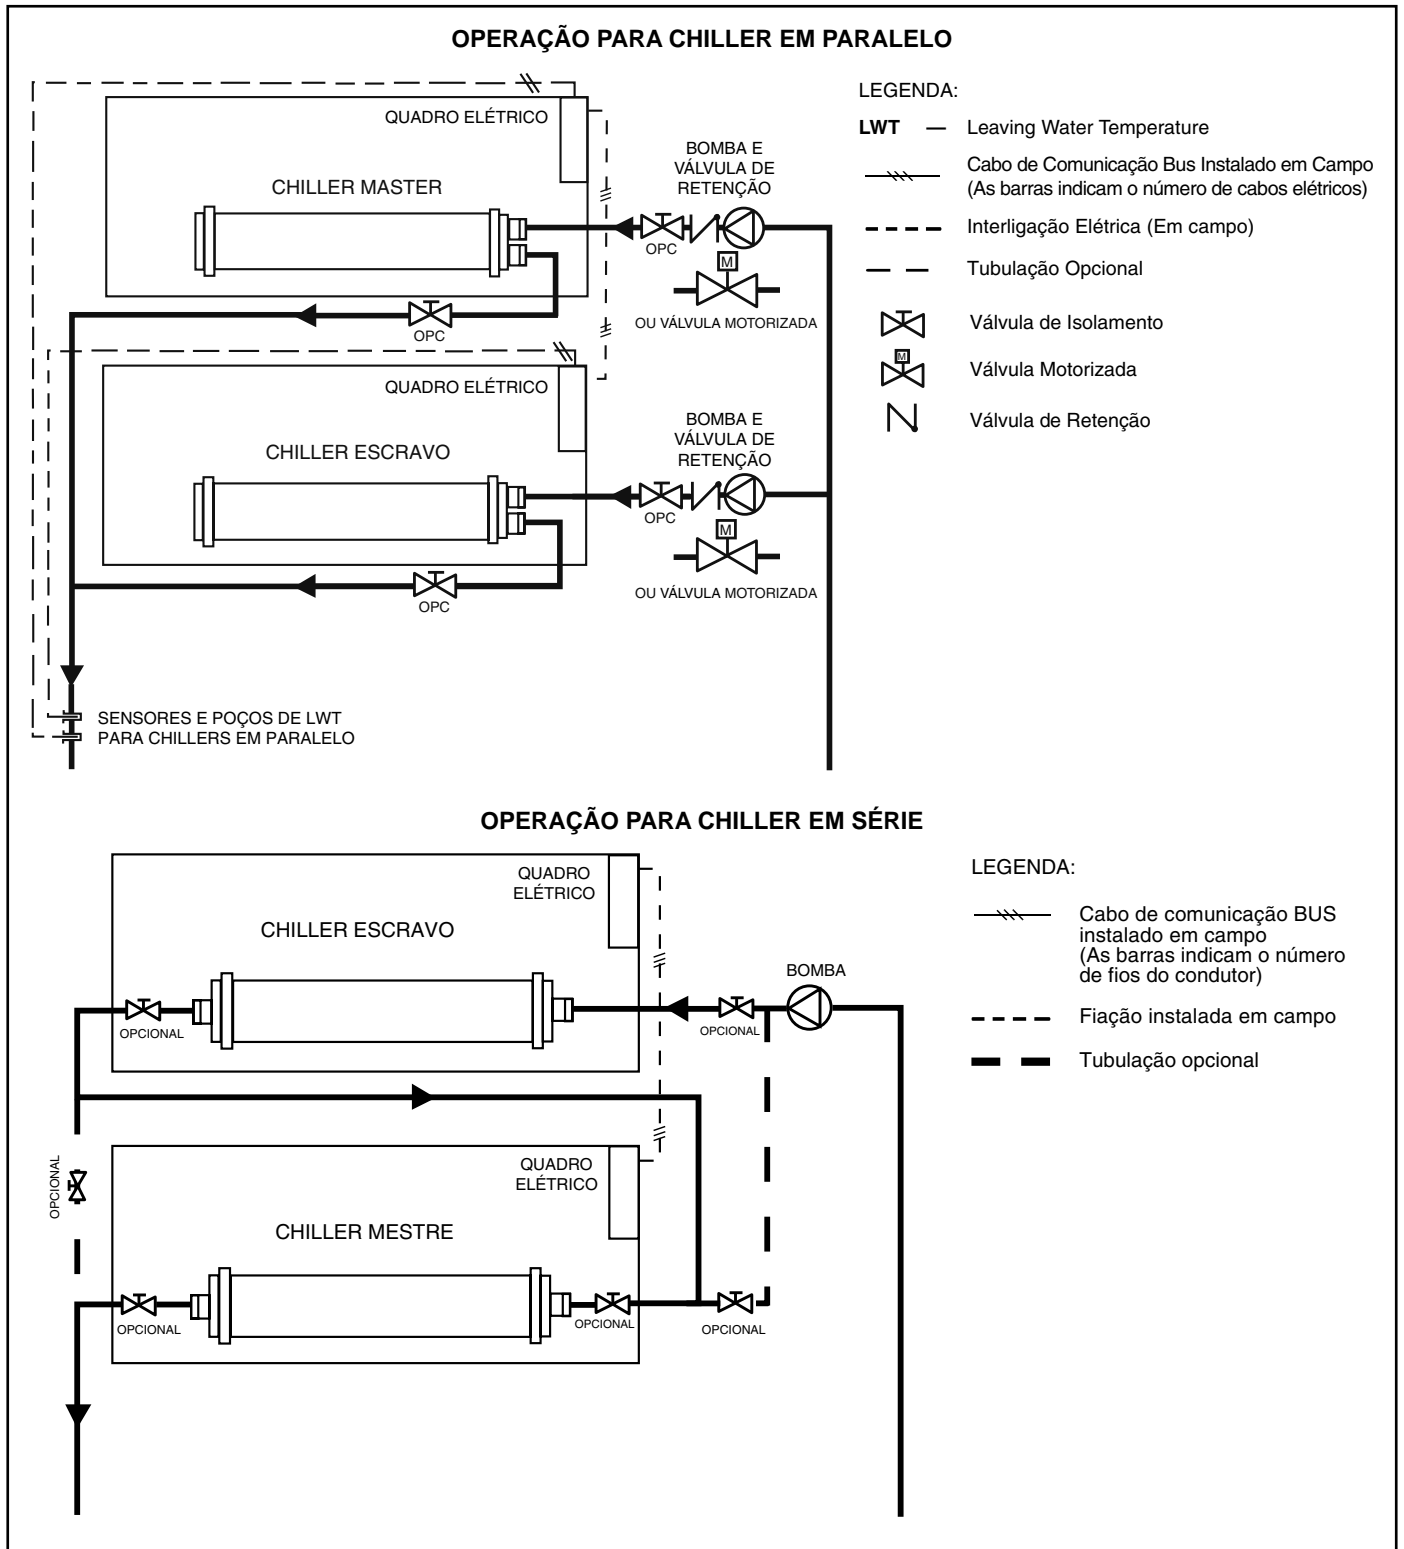 OPERAÇÃO PARA CHILLER EM PARALELO
QUADRO ELÉTRICO
CHILLER MASTER
BOMBA E
VÁLVULA DE
RETENÇÃO
OPC
M
OU VÁLVULA MOTORIZADA
OPC
QUADRO ELÉTRICO
CHILLER ESCRAVO
BOMBA E
VÁLVULA DE
RETENÇÃO
OPC
M
OU VÁLVULA MOTORIZADA
OPC
SENSORES E POÇOS DE LWT
PARA CHILLERS EM PARALELO
LEGENDA:
LWT — Leaving Water Temperature
Cabo de Comunicação Bus Instalado em Campo
(As barras indicam o número de cabos elétricos)
Interligação Elétrica (Em campo)
Tubulação Opcional
Válvula de Isolamento
M
Válvula Motorizada
Válvula de Retenção
OPERAÇÃO PARA CHILLER EM SÉRIE
QUADRO
ELÉTRICO
CHILLER ESCRAVO
BOMBA
OPCIONAL
OPCIONAL
OPCIONAL
QUADRO
ELÉTRICO
CHILLER MESTRE
OPCIONAL
OPCIONAL
OPCIONAL
LEGENDA:
Cabo de comunicação BUS
instalado em campo
(As barras indicam o número
de fios do condutor)
Fiação instalada em campo
Tubulação opcional